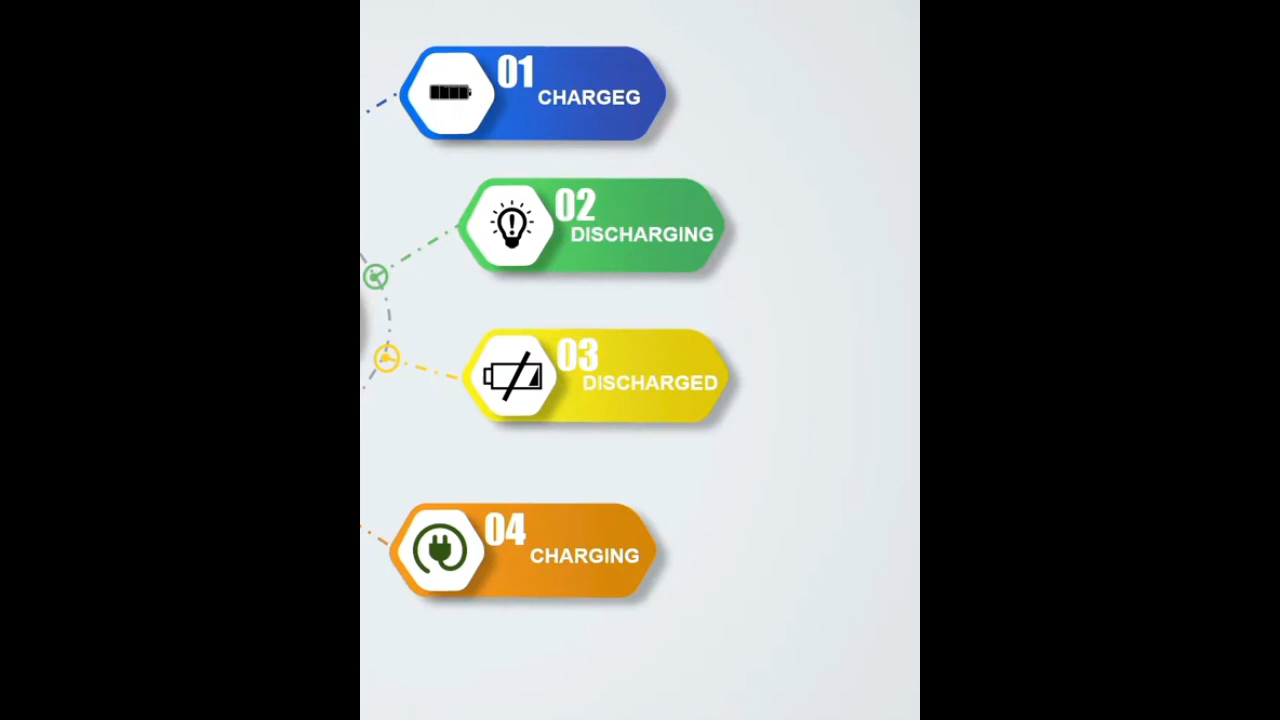 01
CHARGEG
02
DISCHARGING
03
DISCHARGED
04
CHARGING